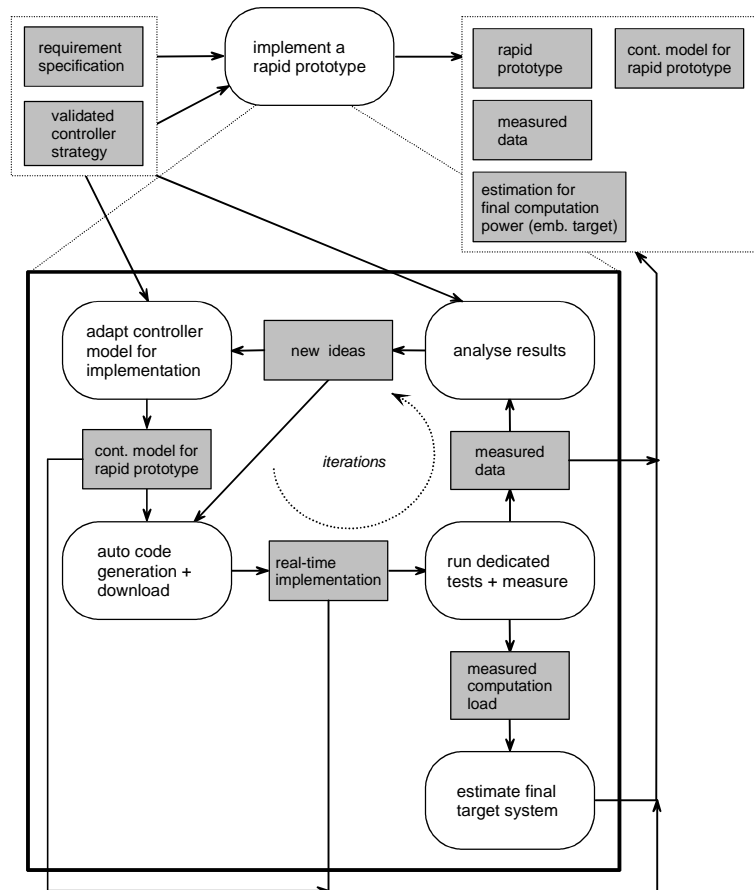 requirement
specification
validated
controller
strategy
implement a
rapid prototype
rapid
prototype
cont. model for
rapid prototype
measured
data
estimation for
final computation
power (emb. target)
adapt controller
model for
implementation
new ideas
analyse results
cont. model for
rapid prototype
iterations
measured
data
auto code
generation +
download
real-time
implementation
run dedicated
tests + measure
measured
computation
load
estimate final
target system